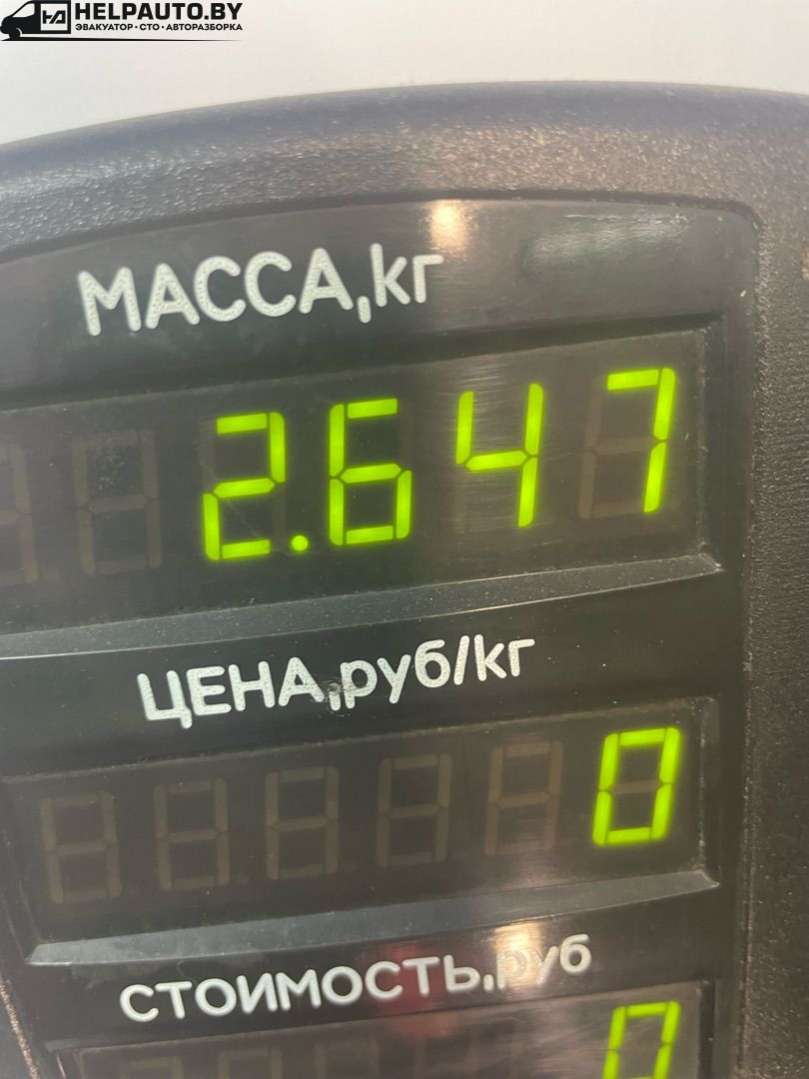 HELPAUTO.BY
ЭВАКУАТОР • СТО • АВТОРАЗБОРКА
МАССА,кг
2.647
ЦЕНА,руб/кг
0
СТОИМОСТЬ,руб
0